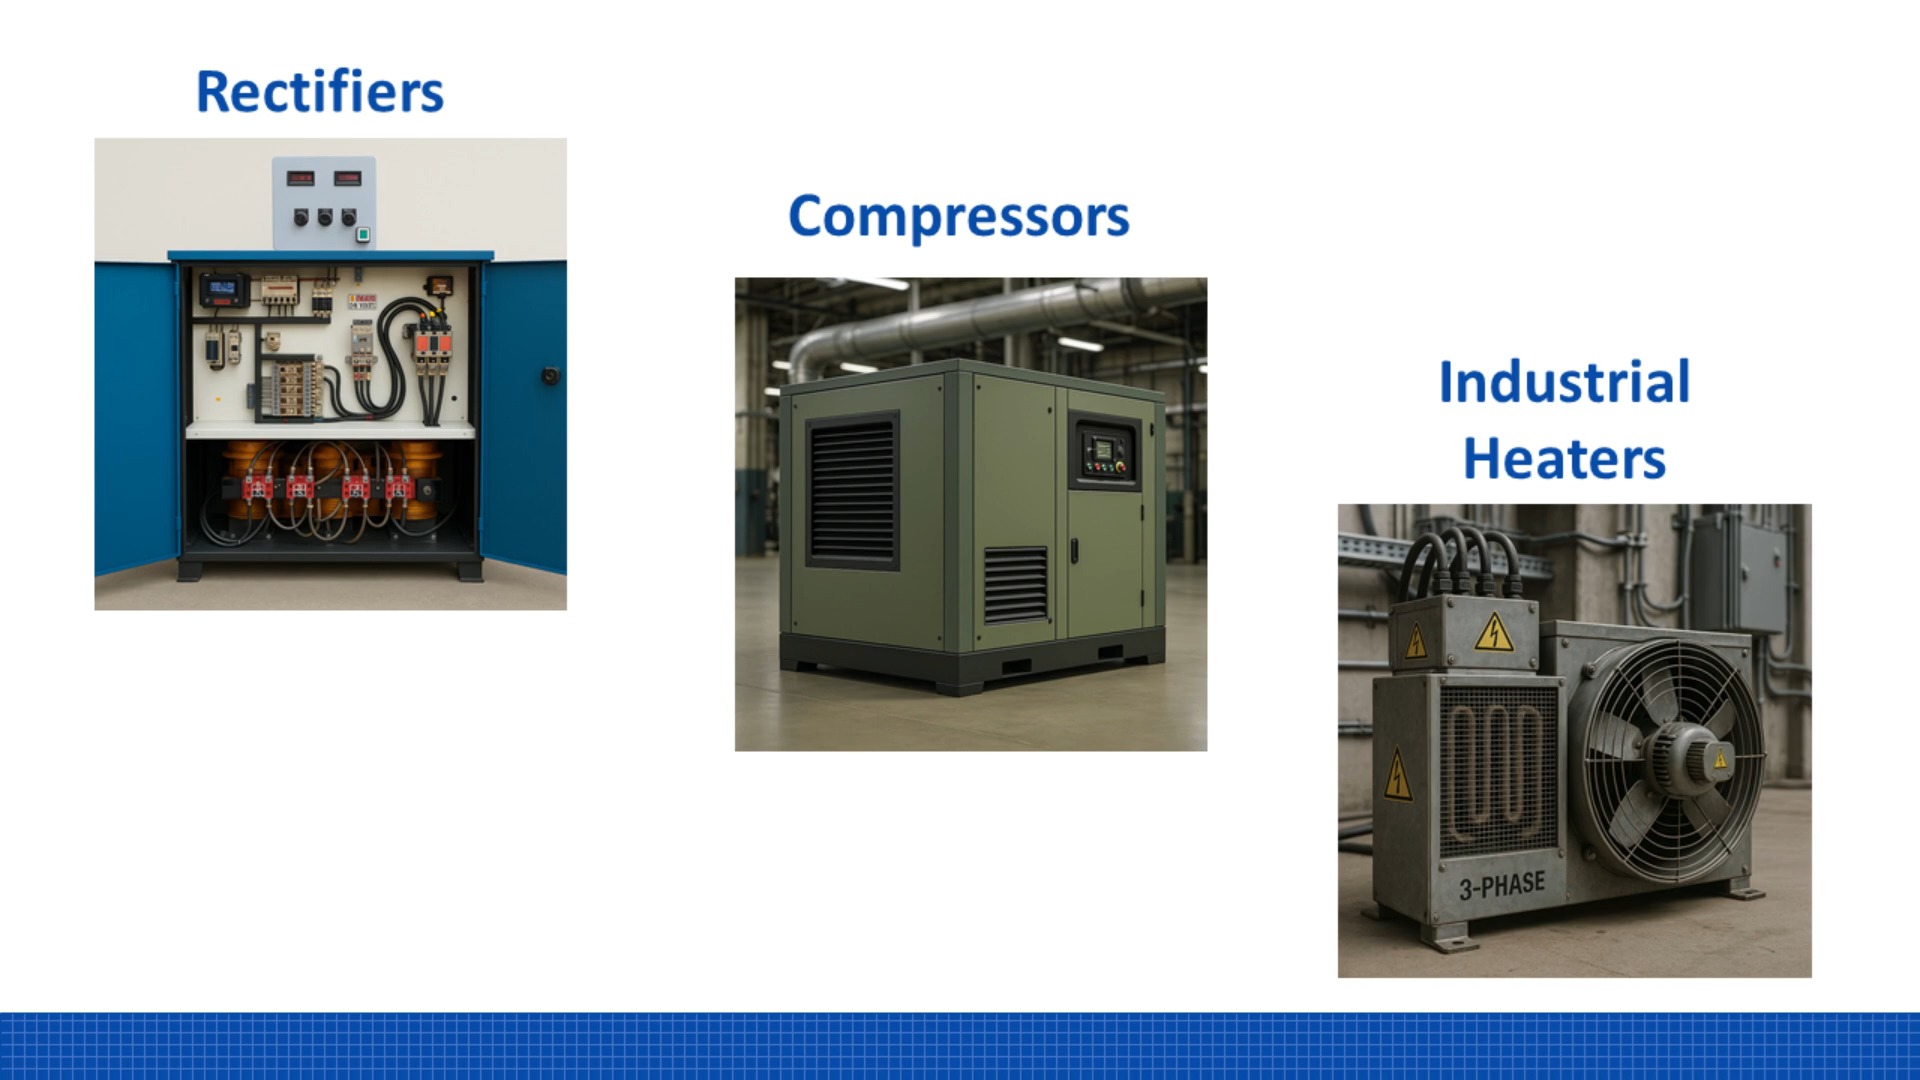 Rectifiers
Compressors
Industrial
Heaters
3-PHASE